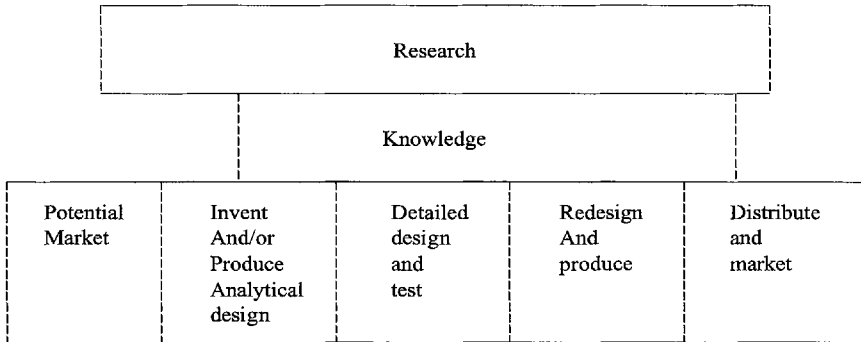 Research
Knowledge
Potential
Market
Invent
And/or
Produce
Analytical
design
Detailed
design
and
test
Redesign
And
produce
Distribute
and
market